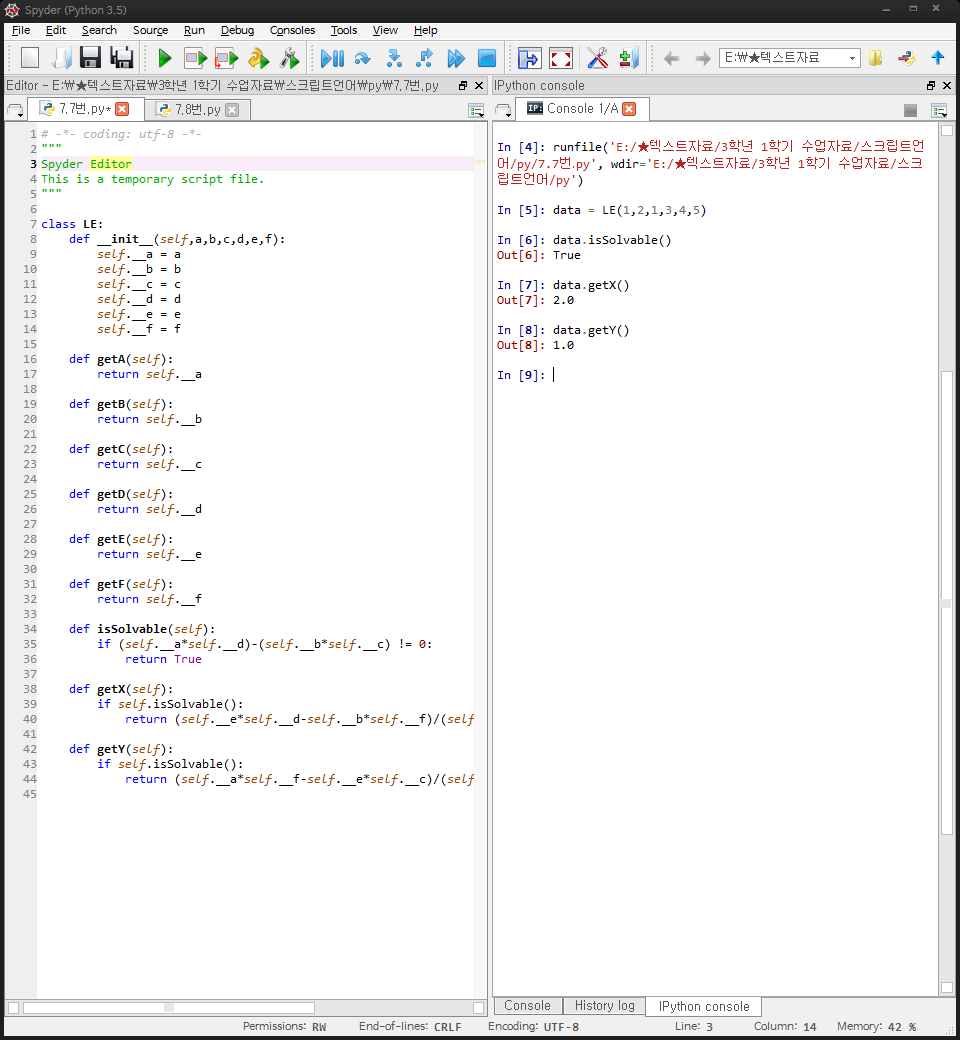 Spyder (Python 3.5)
File Edit Search Source Run Debug Consoles Tools View Help
E:₩★텍스트자료
Editor - E:₩★텍스트자료₩3학년 1학기 수업자료₩스크립트언어₩py₩7.7번.py
7.7번.py* 7.8번.py
1 # -*- coding: utf-8 -*-
2 """
3 Spyder Editor
4 This is a temporary script file.
5 """
6
7 class LE:
8     def __init__(self,a,b,c,d,e,f):
9         self.__a = a
10         self.__b = b
11         self.__c = c
12         self.__d = d
13         self.__e = e
14         self.__f = f
15
16     def getA(self):
17         return self.__a
18
19     def getB(self):
20         return self.__b
21
22     def getC(self):
23         return self.__c
24
25     def getD(self):
26         return self.__d
27
28     def getE(self):
29         return self.__e
30
31     def getF(self):
32         return self.__f
33
34     def isSolvable(self):
35         if (self.__a*self.__d)-(self.__b*self.__c) != 0:
36             return True
37
38     def getX(self):
39         if self.isSolvable():
40             return (self.__e*self.__d-self.__b*self.__f)/(self
41
42     def getY(self):
43         if self.isSolvable():
44             return (self.__a*self.__f-self.__e*self.__c)/(self
45
IPython console
IP: Console 1/A
In [4]: runfile('E:/★텍스트자료/3학년 1학기 수업자료/스크립트언
어/py/7.7번.py', wdir='E:/★텍스트자료/3학년 1학기 수업자료/스크
립트언어/py')
In [5]: data = LE(1,2,1,3,4,5)
In [6]: data.isSolvable()
Out[6]: True
In [7]: data.getX()
Out[7]: 2.0
In [8]: data.getY()
Out[8]: 1.0
In [9]:
Console History log IPython console
Permissions: RW End-of-lines: CRLF Encoding: UTF-8 Line: 3 Column: 14 Memory: 42 %